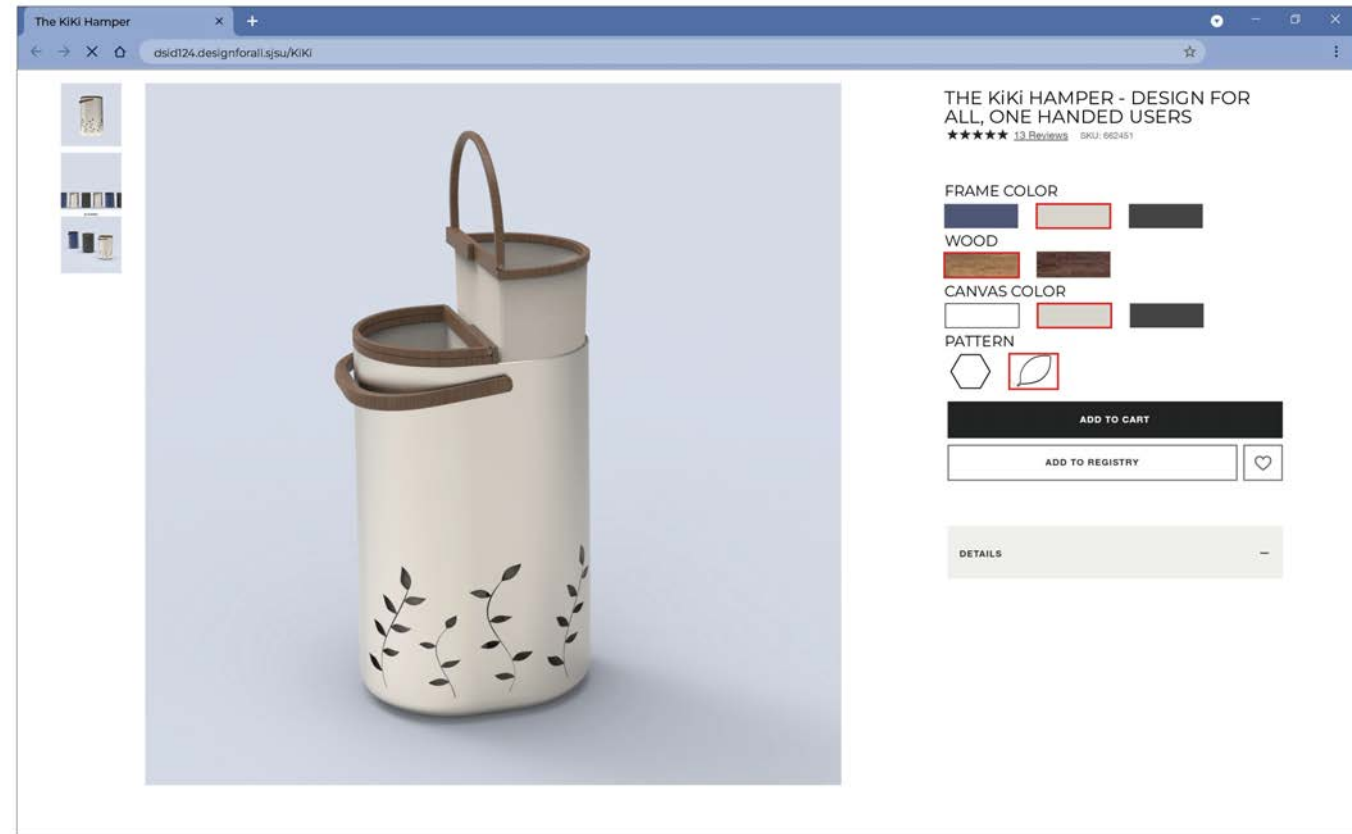 The KiKi Hamper
dsid124.designforall.sjsu/KiKi
THE KiKi HAMPER - DESIGN FOR
ALL, ONE HANDED USERS
★★★★★ 13 Reviews SKU: 662451
FRAME COLOR
WOOD
CANVAS COLOR
PATTERN
ADD TO CART
ADD TO REGISTRY
DETAILS